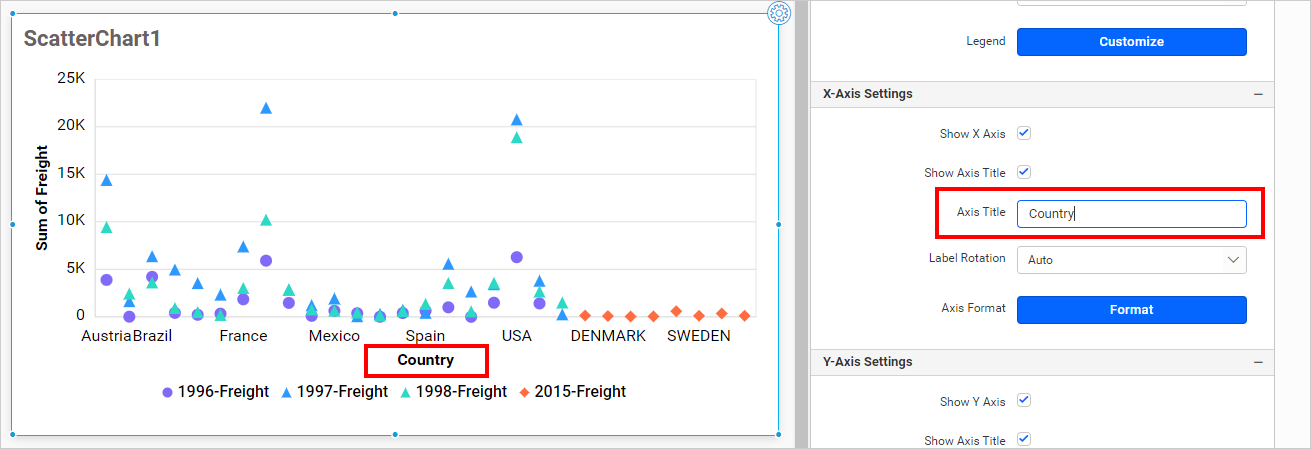 ScatterChart1
25K
20K
15K
10K
5K
0
Sum of Freight
Austria Brazil France Mexico Spain USA DENMARK SWEDEN
Country
1996-Freight 1997-Freight 1998-Freight 2015-Freight
Legend Customize
X-Axis Settings
Show X Axis
Show Axis Title
Axis Title Country
Label Rotation Auto
Axis Format Format
Y-Axis Settings
Show Y Axis
Show Axis Title